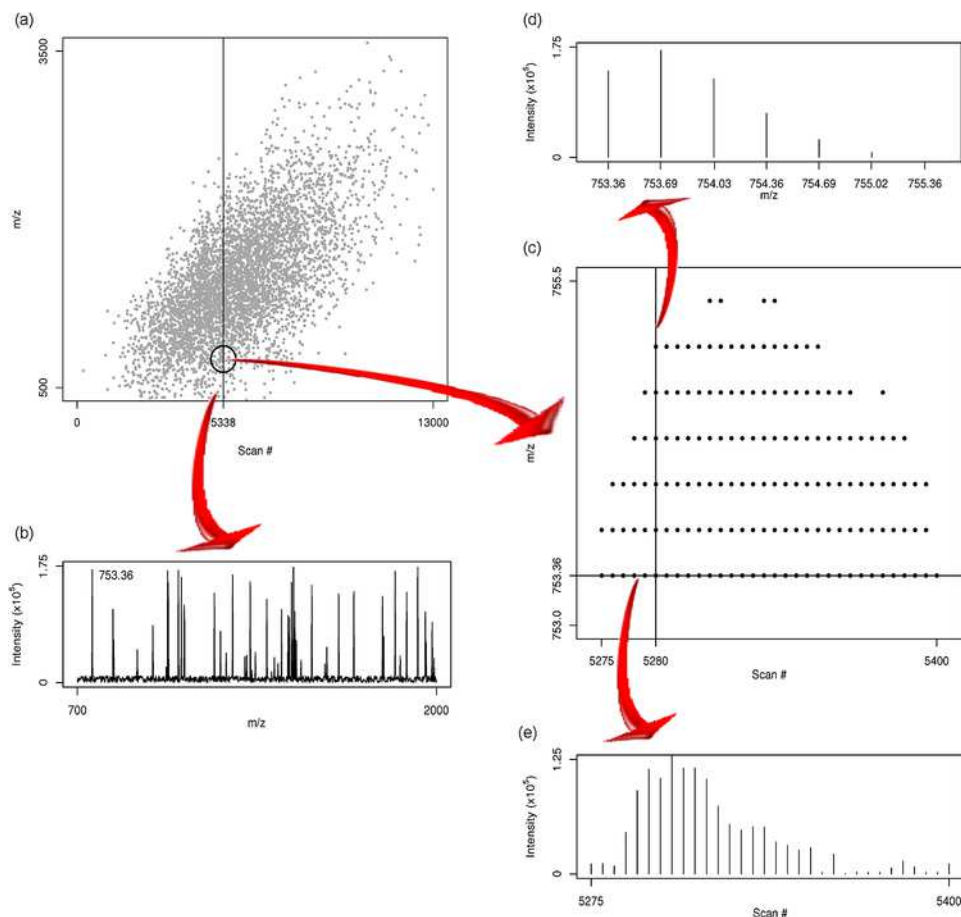 (a)
3500
m/z
500
0
5338
13000
Scan #
(b)
1.75
Intensity (x10⁵)
0
753.36
700
2000
m/z
(d)
1.75
Intensity (x10⁵)
0
753.36
753.69
754.03
754.36
754.69
755.02
755.36
m/z
(c)
755.5
m/z
753.36
753.0
5275
5280
5400
Scan #
(e)
1.25
Intensity (x10⁵)
0
5275
5400
Scan #